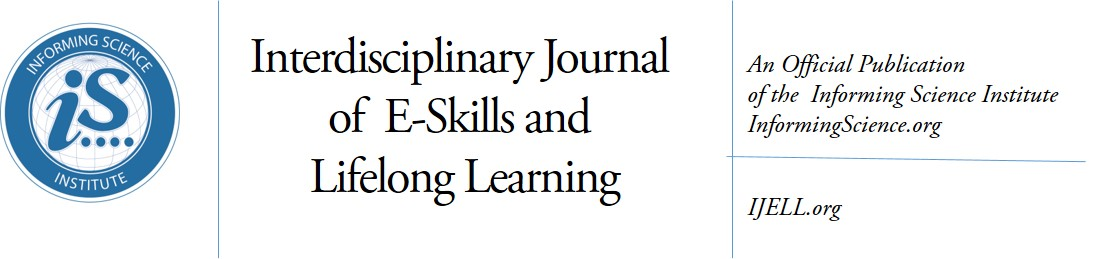 INFORMING SCIENCE
iS
INSTITUTE
Interdisciplinary Journal
of E-Skills and
Lifelong Learning
An Official Publication
of the Informing Science Institute
InformingScience.org
IJELL.org